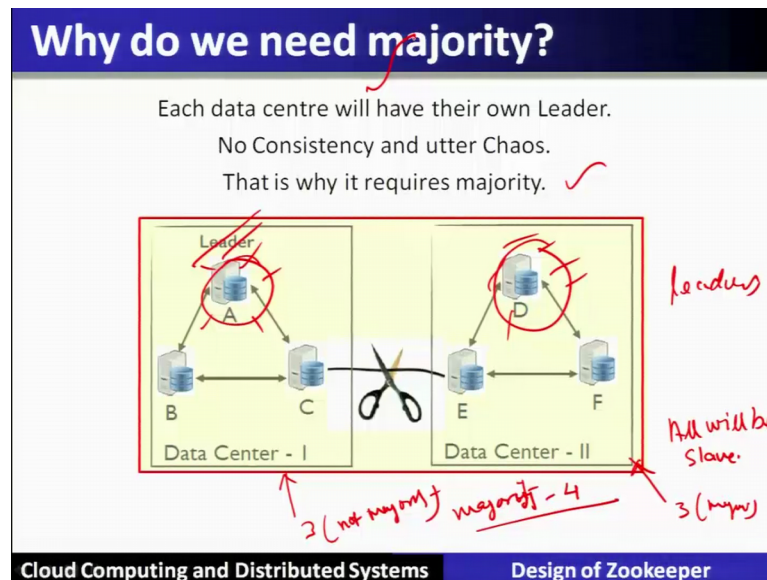 Why do we need majority?
Each data centre will have their own Leader.
No Consistency and utter Chaos.
That is why it requires majority.
Leader
A
D
leaders
B
C
E
F
All will be
Slave.
Data Center - I
Data Center - II
3 (not majority)
majority - 4
3 (
Cloud Computing and Distributed Systems
Design of Zookeeper